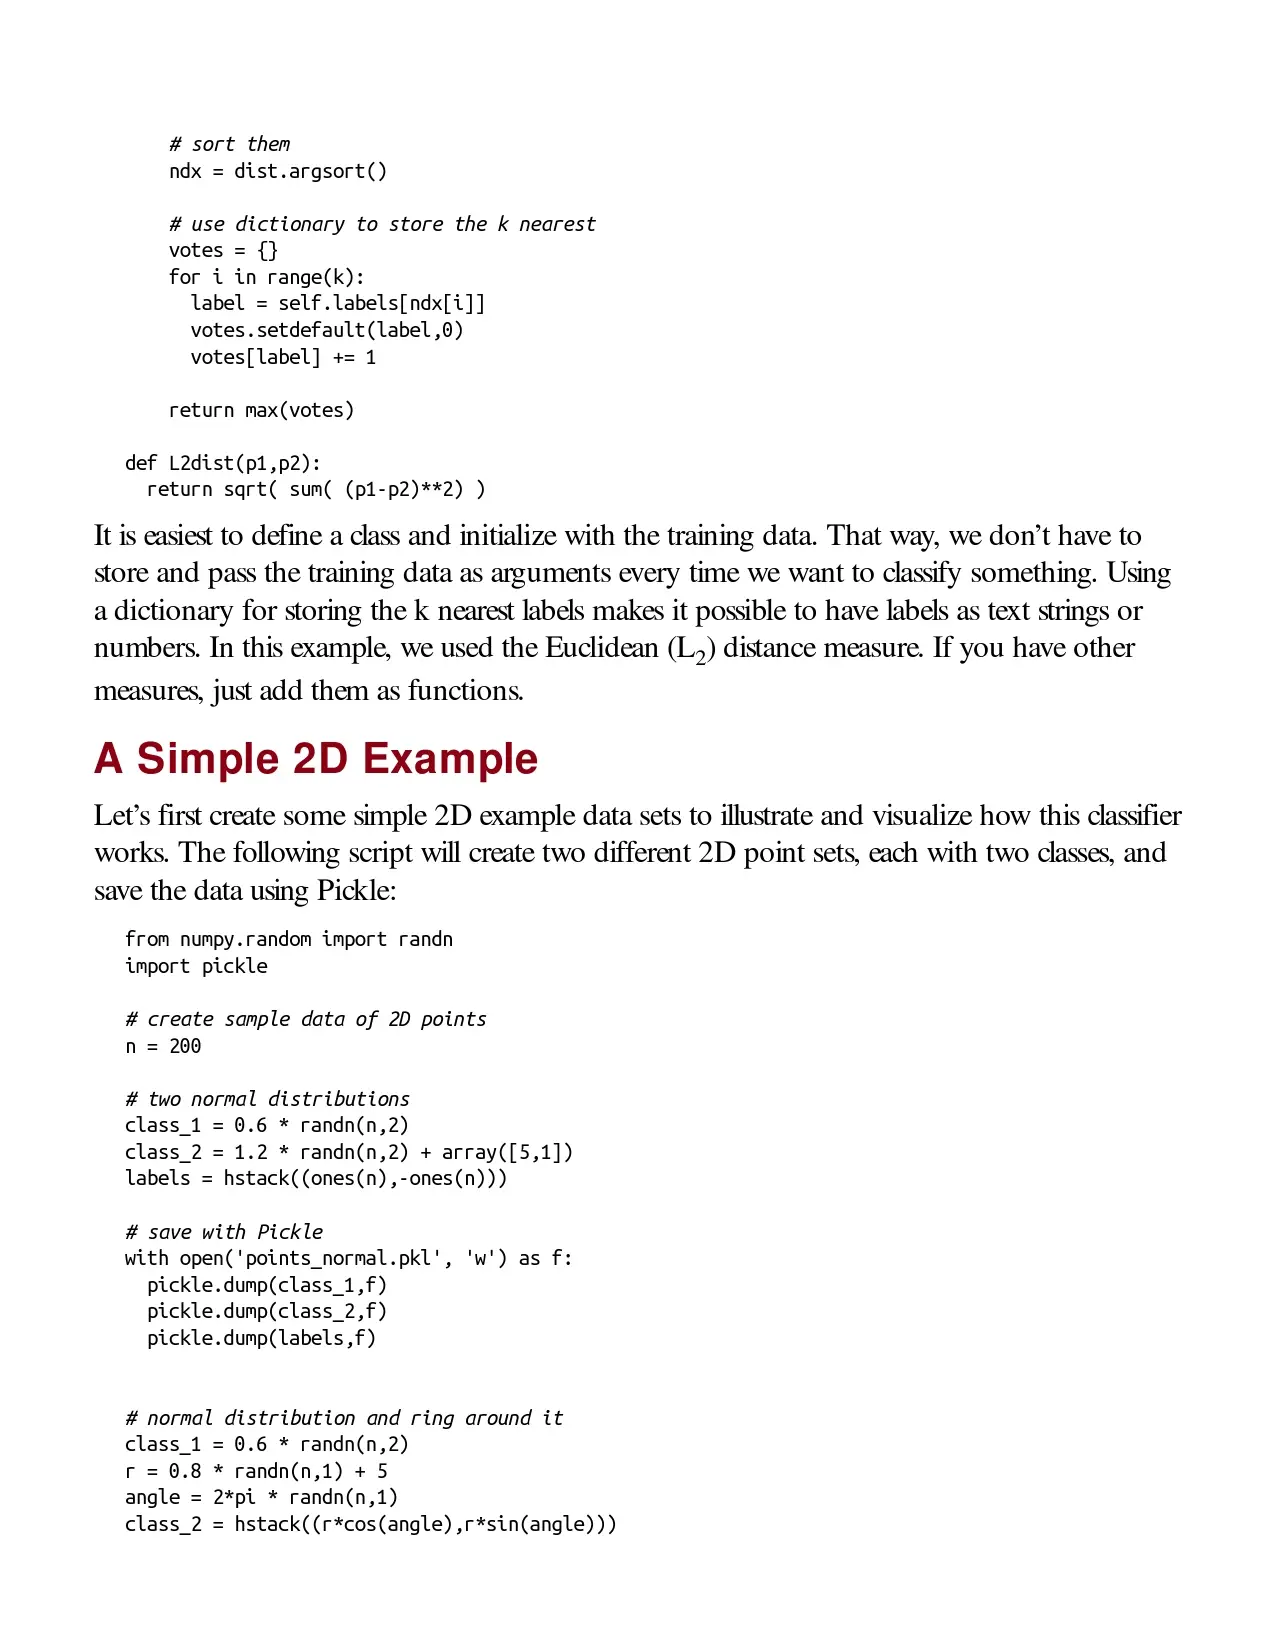 # sort them
ndx = dist.argsort()
# use dictionary to store the k nearest
votes = {}
for i in range(k):
label = self.labels[ndx[i]]
votes.setdefault(label,0)
votes[label] += 1
return max(votes)
def L2dist(p1,p2):
return sqrt( sum( (p1-p2)**2) )
It is easiest to define a class and initialize with the training data. That way, we don’t have to
store and pass the training data as arguments every time we want to classify something. Using
a dictionary for storing the k nearest labels makes it possible to have labels as text strings or
numbers. In this example, we used the Euclidean (L2) distance measure. If you have other
measures, just add them as functions.
A Simple 2D Example
Let’s first create some simple 2D example data sets to illustrate and visualize how this classifier
works. The following script will create two different 2D point sets, each with two classes, and
save the data using Pickle:
from numpy.random import randn
import pickle
# create sample data of 2D points
n = 200
# two normal distributions
class_1 = 0.6 * randn(n,2)
class_2 = 1.2 * randn(n,2) + array([5,1])
labels = hstack((ones(n),-ones(n)))
# save with Pickle
with open('points_normal.pkl', 'w') as f:
pickle.dump(class_1,f)
pickle.dump(class_2,f)
pickle.dump(labels,f)
# normal distribution and ring around it
class_1 = 0.6 * randn(n,2)
r = 0.8 * randn(n,1) + 5
angle = 2*pi * randn(n,1)
class_2 = hstack((r*cos(angle),r*sin(angle)))